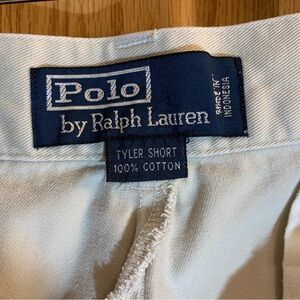 Polo
by Ralph Lauren
MADE IN
INDONESIA
TYLER SHORT
100% COTTON